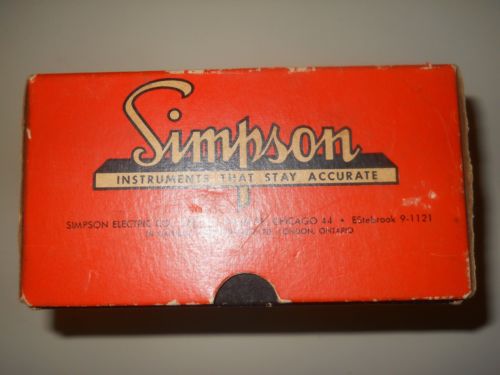 Simpson
INSTRUMENTS THAT STAY ACCURATE
SIMPSON ELECTRIC CO. CHICAGO 44 • EStebrook 9-1121
LONDON, ONTARIO